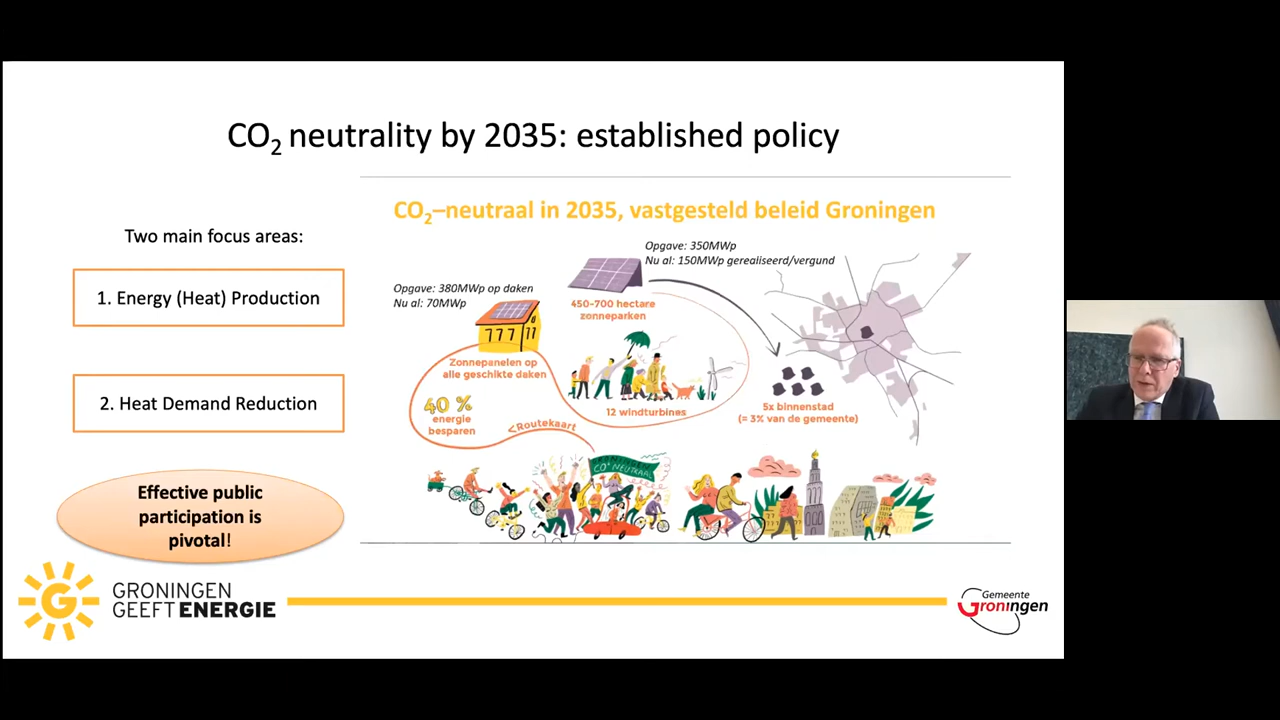 CO₂ neutrality by 2035: established policy
Two main focus areas:
1. Energy (Heat) Production
2. Heat Demand Reduction
Effective public
participation is
pivotal!
CO₂–neutraal in 2035, vastgesteld beleid Groningen
Opgave: 350MWp
Nu al: 150MWp gerealiseerd/vergund
Opgave: 380MWp op daken
Nu al: 70MWp
450-700 hectare
zonneparken
Zonnepanelen op
alle geschikte daken
40 %
energie
besparen
<Routekaart
12 windturbines
5x binnenstad
(= 3% van de gemeente)
CO² NEUTRAAL
G
GRONINGEN
GEEFT ENERGIE
Gemeente
Groningen